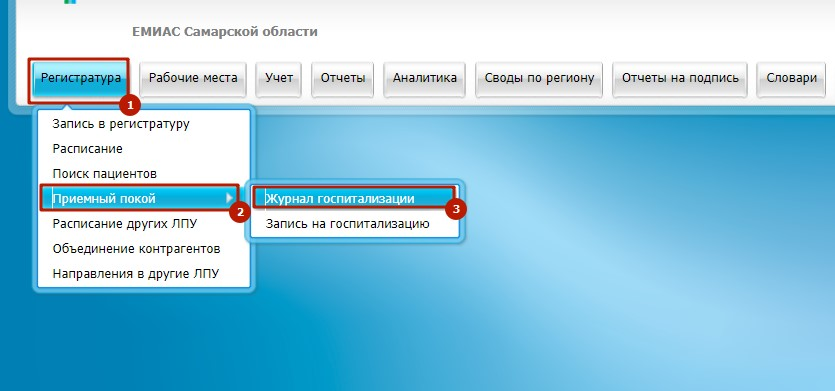 ЕМИАС Самарской области
Регистратура Рабочие места Учет Отчеты Аналитика Своды по региону Отчеты на подпись Словари
1
Запись в регистратуру
Расписание
Поиск пациентов
Приемный покой Журнал госпитализации
2 3
Расписание других ЛПУ Запись на госпитализацию
Объединение контрагентов
Направления в другие ЛПУ